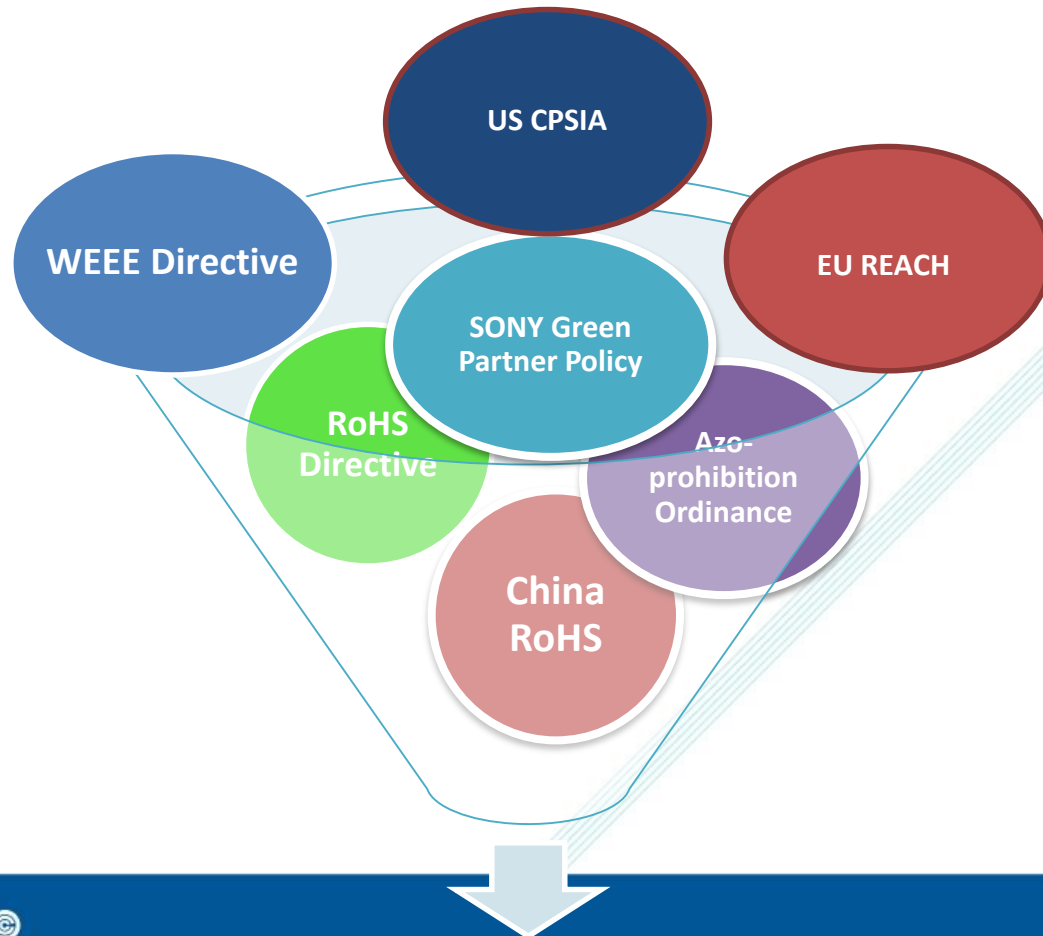 US CPSIA
WEEE Directive
EU REACH
SONY Green
Partner Policy
RoHS
Directive
Azo-
prohibition
Ordinance
China
RoHS